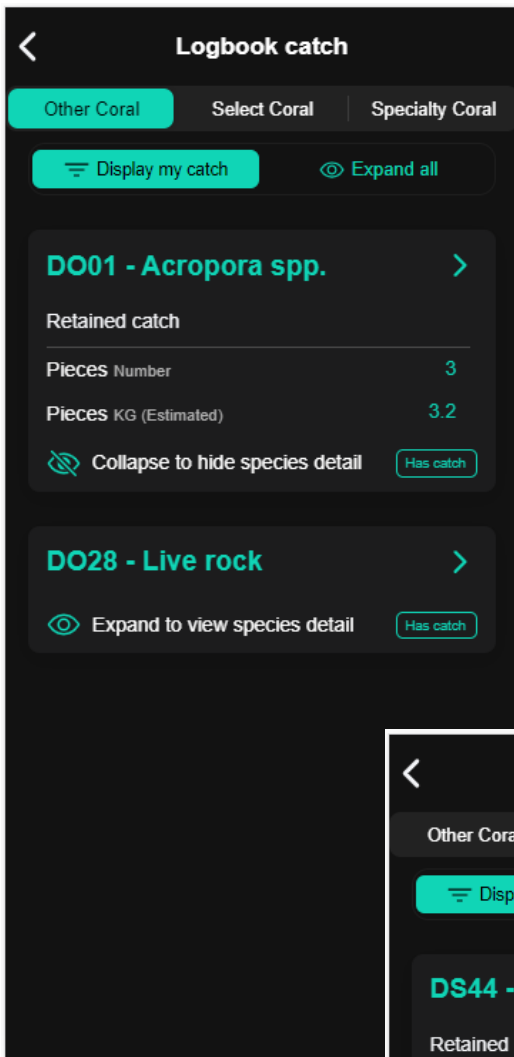 Logbook catch
Other Coral Select Coral Specialty Coral
Display my catch Expand all
DO01 - Acropora spp.
Retained catch
Pieces Number 3
Pieces KG (Estimated) 3.2
Collapse to hide species detail Has catch
DO28 - Live rock
Expand to view species detail Has catch
Other Cora
Disp
DS44 -
Retained